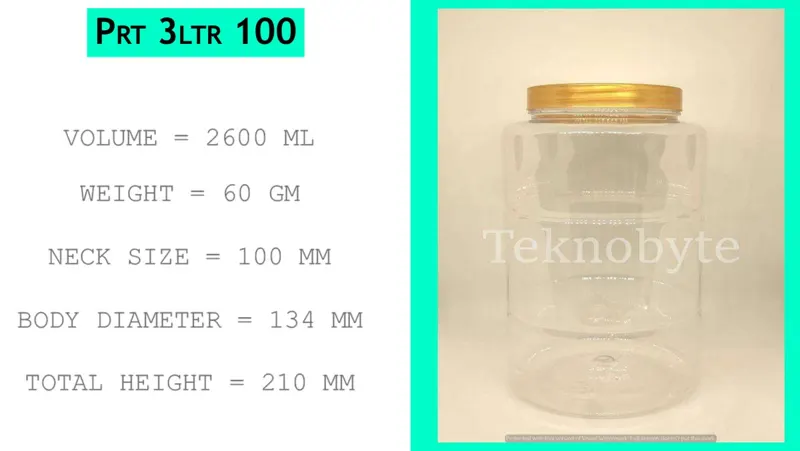 PRT 3LTR 100
VOLUME = 2600 ML
WEIGHT = 60 GM
NECK SIZE = 100 MM
BODY DIAMETER = 134 MM
TOTAL HEIGHT = 210 MM
Teknobyte